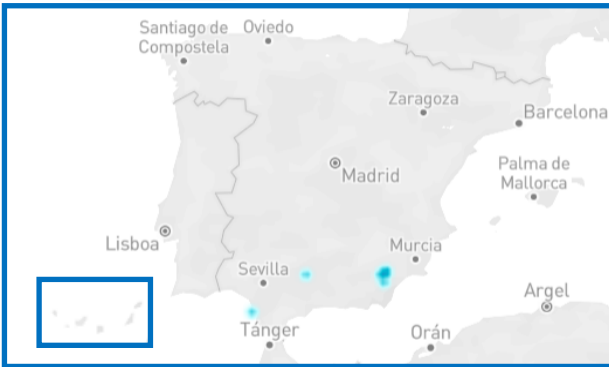 Santiago de
Compostela
Oviedo
Zaragoza
Barcelona
Madrid
Palma de
Mallorca
Lisboa
Murcia
Sevilla
Argel
Tánger
Orán